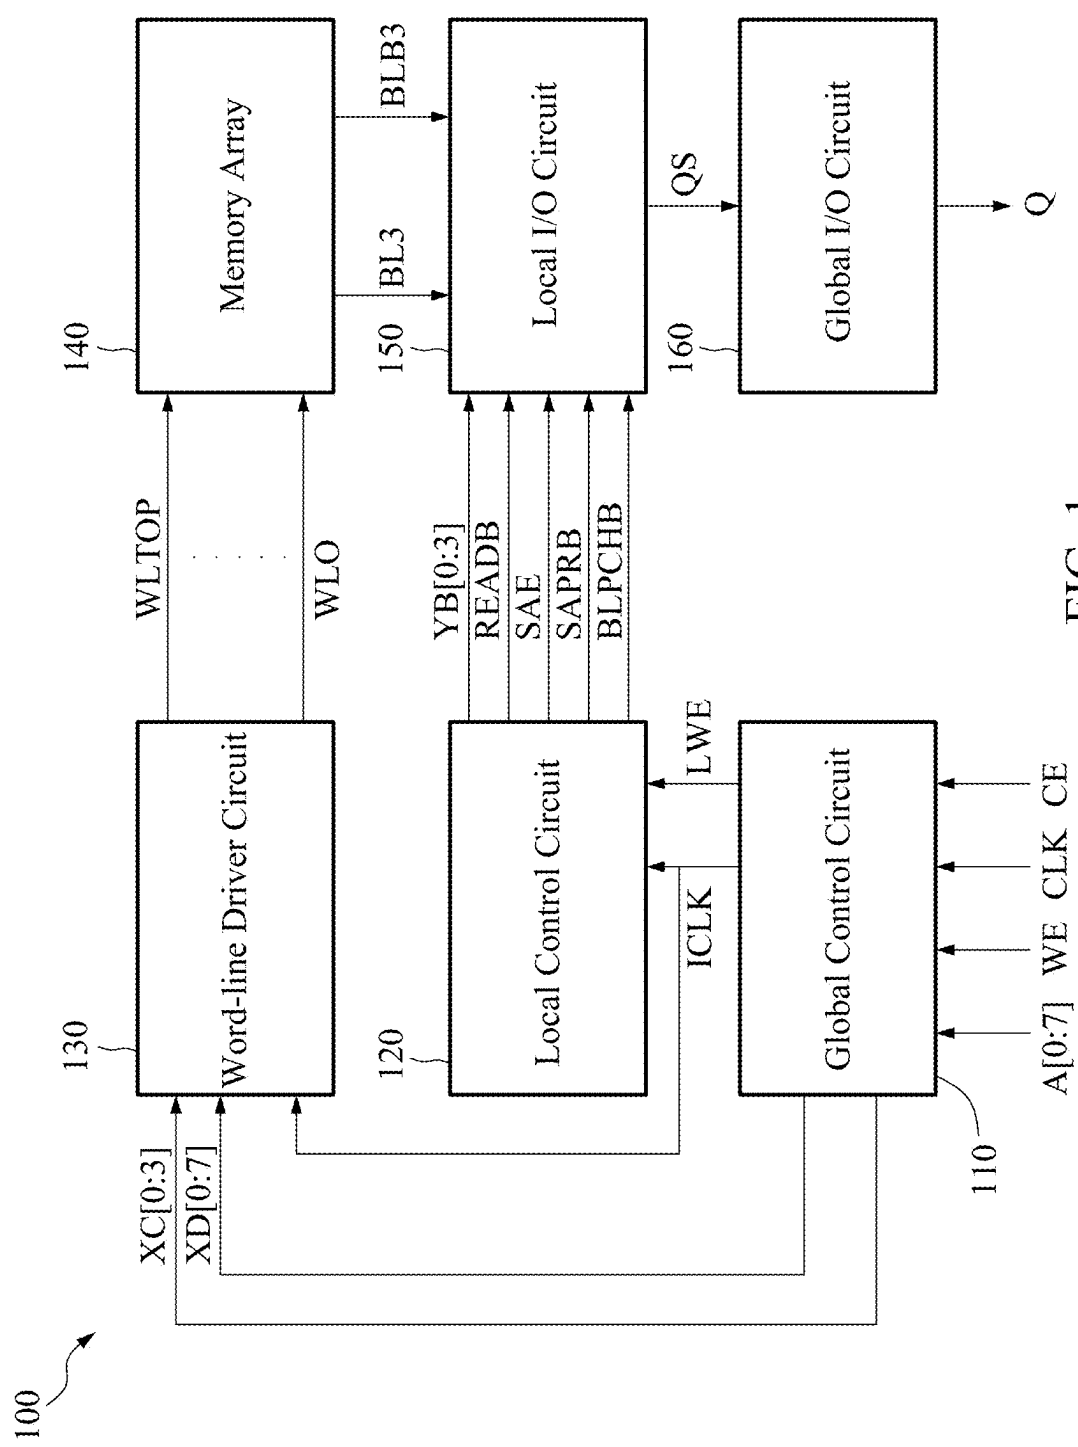 100
130
140
XC[0:3]
WLTOP
XD[0:7]
Word-line Driver Circuit
Memory Array
WLO
120
150
BL3
BLB3
YB[0:3]
READB
SAE
SAPRB
BLPCHB
Local Control Circuit
Local I/O Circuit
ICLK
LWE
QS
160
Global Control Circuit
Global I/O Circuit
110
A[0:7]
WE
CLK
CE
Q
FIG. 1